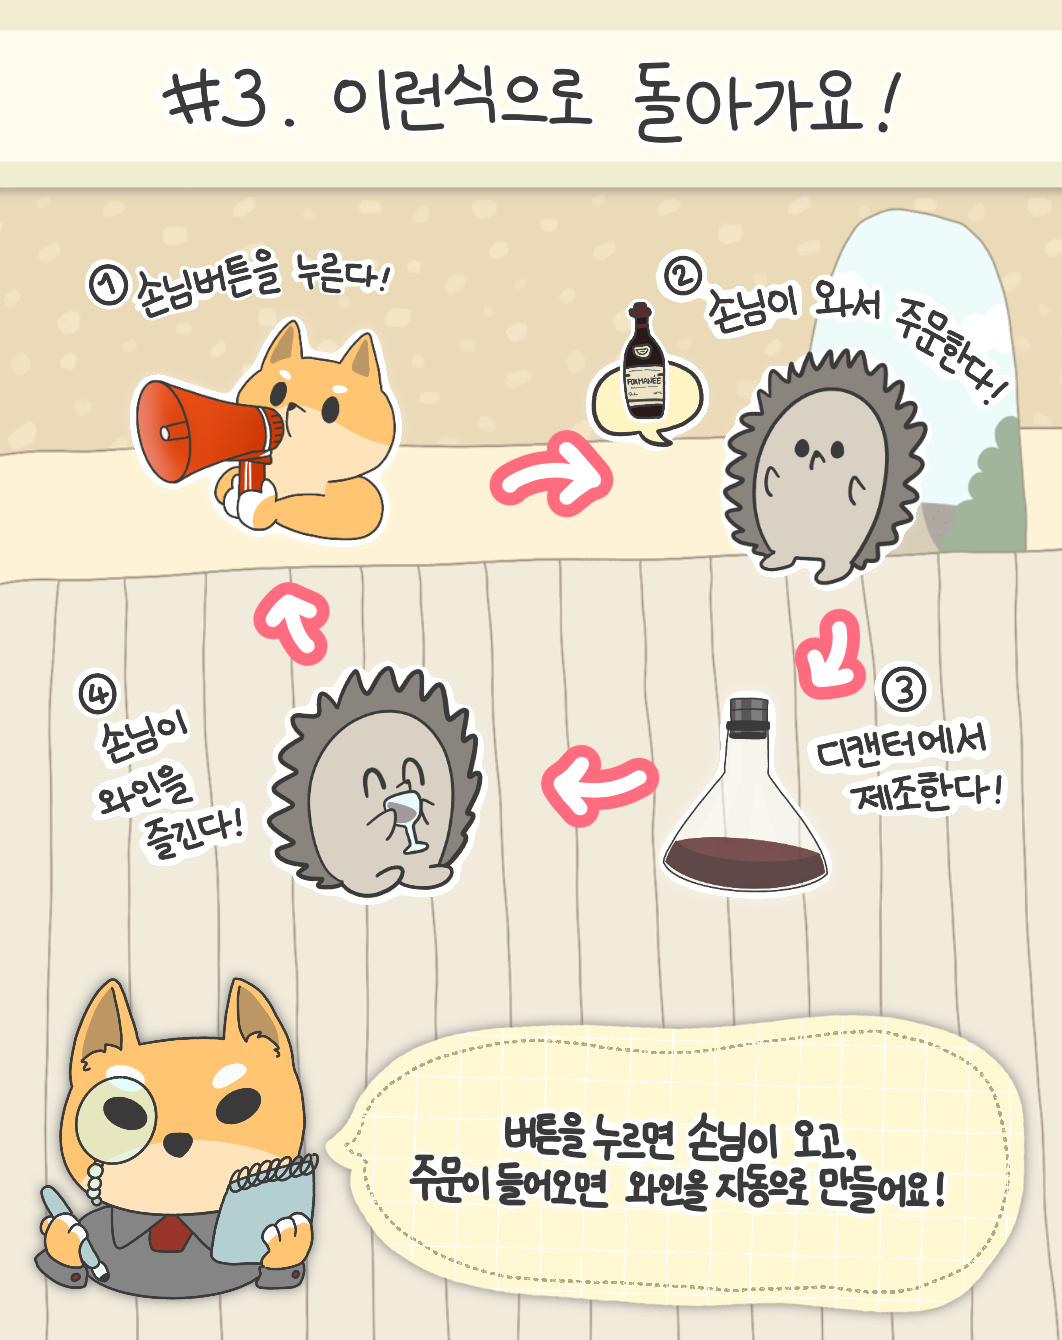 #3. 이런식으로 돌아가요!
① 손님버튼을 누른다!
② 손님이 와서 주문한다!
FOXMANÉE
③
디캔터에서
제조한다!
④
손님이
와인을
즐긴다!
버튼을 누르면 손님이 오고,
주문이 들어오면 와인을 자동으로 만들어요!